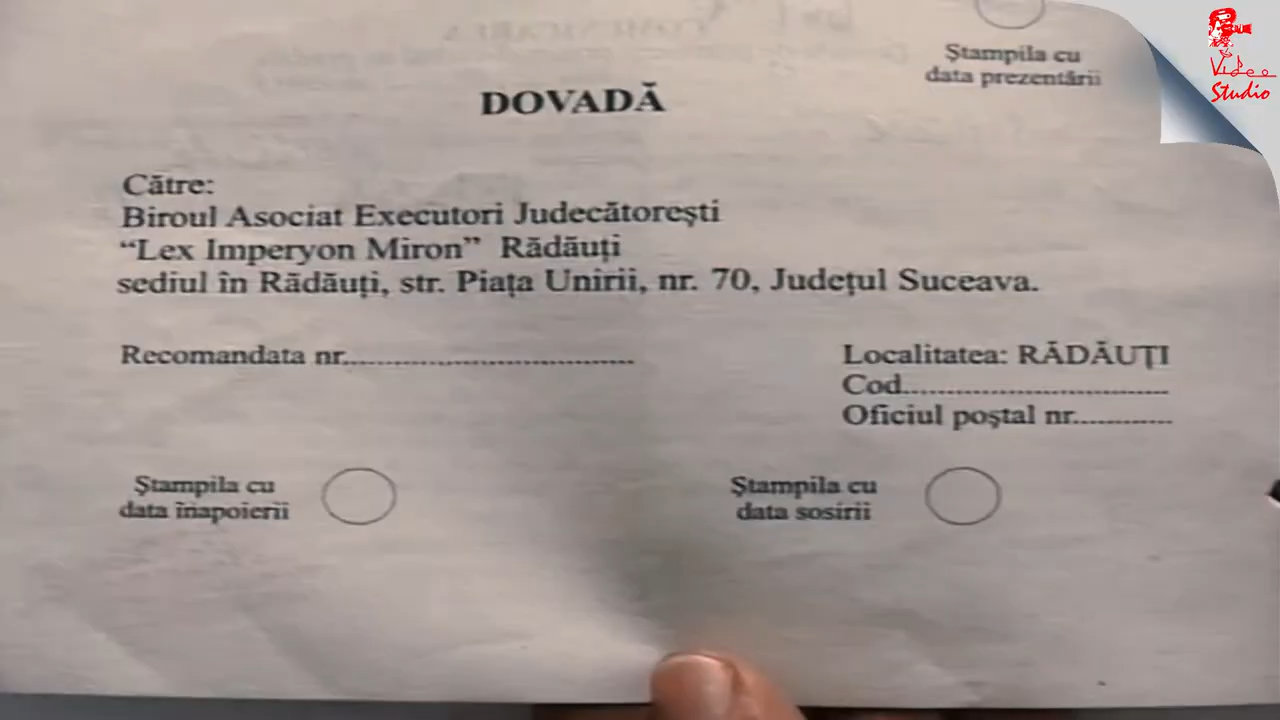 Ştampila cu
data prezentării
Video
Studio
DOVADĂ
Către:
Biroul Asociat Executori Judecătoreşti
“Lex Imperyon Miron” Rădăuţi
sediul în Rădăuţi, str. Piaţa Unirii, nr. 70, Judeţul Suceava.
Recomandata nr.......................................
Localitatea: RĂDĂUŢI
Cod.................................
Oficiul poştal nr.............
Ştampila cu
data înapoierii
Ştampila cu
data sosirii